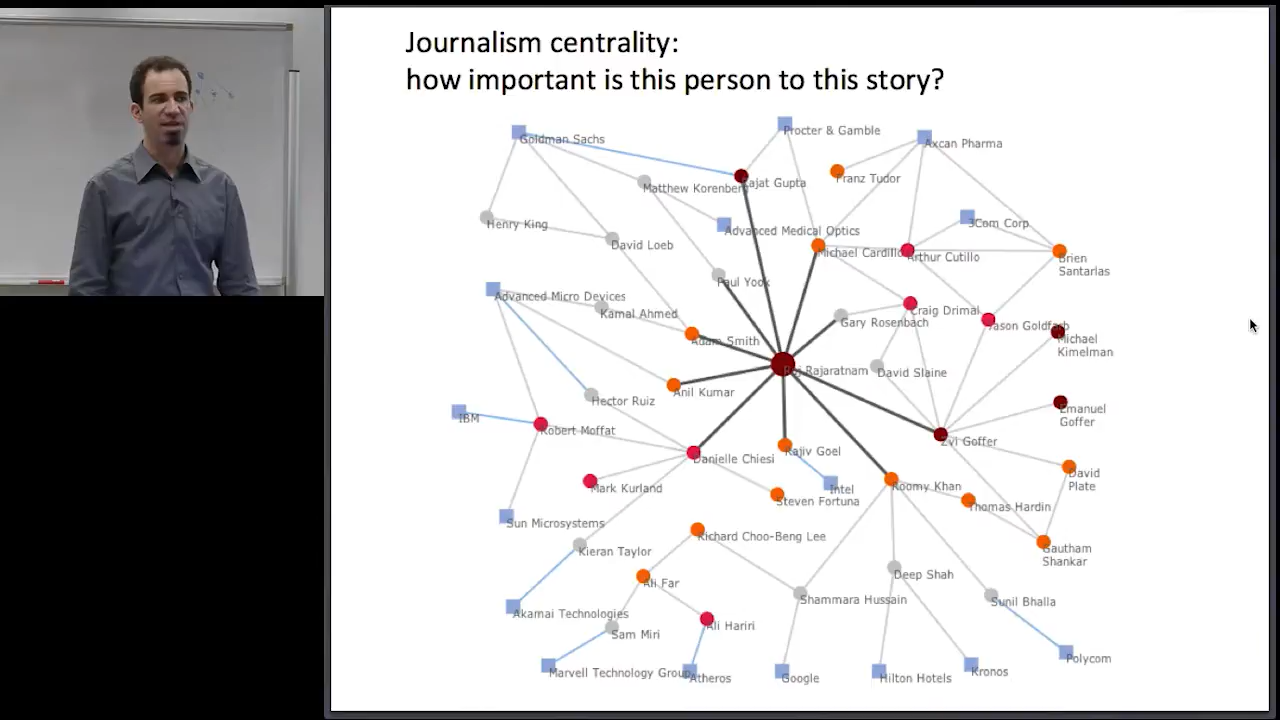 Journalism centrality:
how important is this person to this story?
Goldman Sachs
Procter & Gamble
Axcan Pharma
Matthew Korenberg
Rajat Gupta
Franz Tudor
Henry King
David Loeb
Advanced Medical Optics
3Com Corp
Michael Cardillo
Arthur Cutillo
Brien
Santarlas
Paul Yook
Advanced Micro Devices
Kamal Ahmed
Gary Rosenbach
Craig Drimal
Jason Goldfarb
Michael
Kimelman
Adam Smith
Raj Rajaratnam
David Slaine
Hector Ruiz
Anil Kumar
Emanuel
Goffer
IBM
Robert Moffat
Danielle Chiesi
Rajiv Goel
Zvi Goffer
David
Plate
Mark Kurland
Steven Fortuna
Intel
Roomy Khan
Thomas Hardin
Sun Microsystems
Richard Choo-Beng Lee
Gautham
Shankar
Kieran Taylor
Ali Far
Deep Shah
Akamai Technologies
Shammara Hussain
Sunil Bhalla
Sam Miri
Ali Hariri
Polycom
Marvell Technology Group
Atheros
Google
Hilton Hotels
Kronos